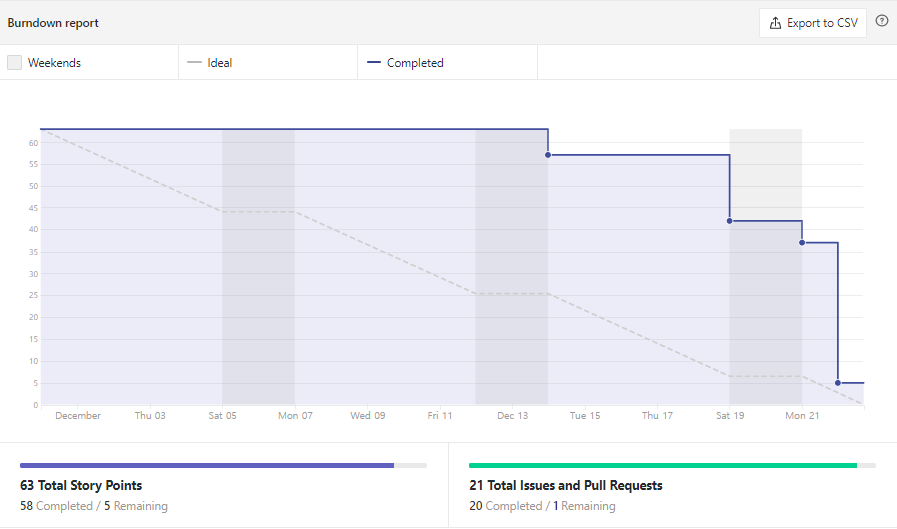 Burndown report
Export to CSV
Weekends
Ideal
Completed
60
55
50
45
40
35
30
25
20
15
10
5
0
December Thu 03 Sat 05 Mon 07 Wed 09 Fri 11 Dec 13 Tue 15 Thu 17 Sat 19 Mon 21
63 Total Story Points
58 Completed / 5 Remaining
21 Total Issues and Pull Requests
20 Completed / 1 Remaining